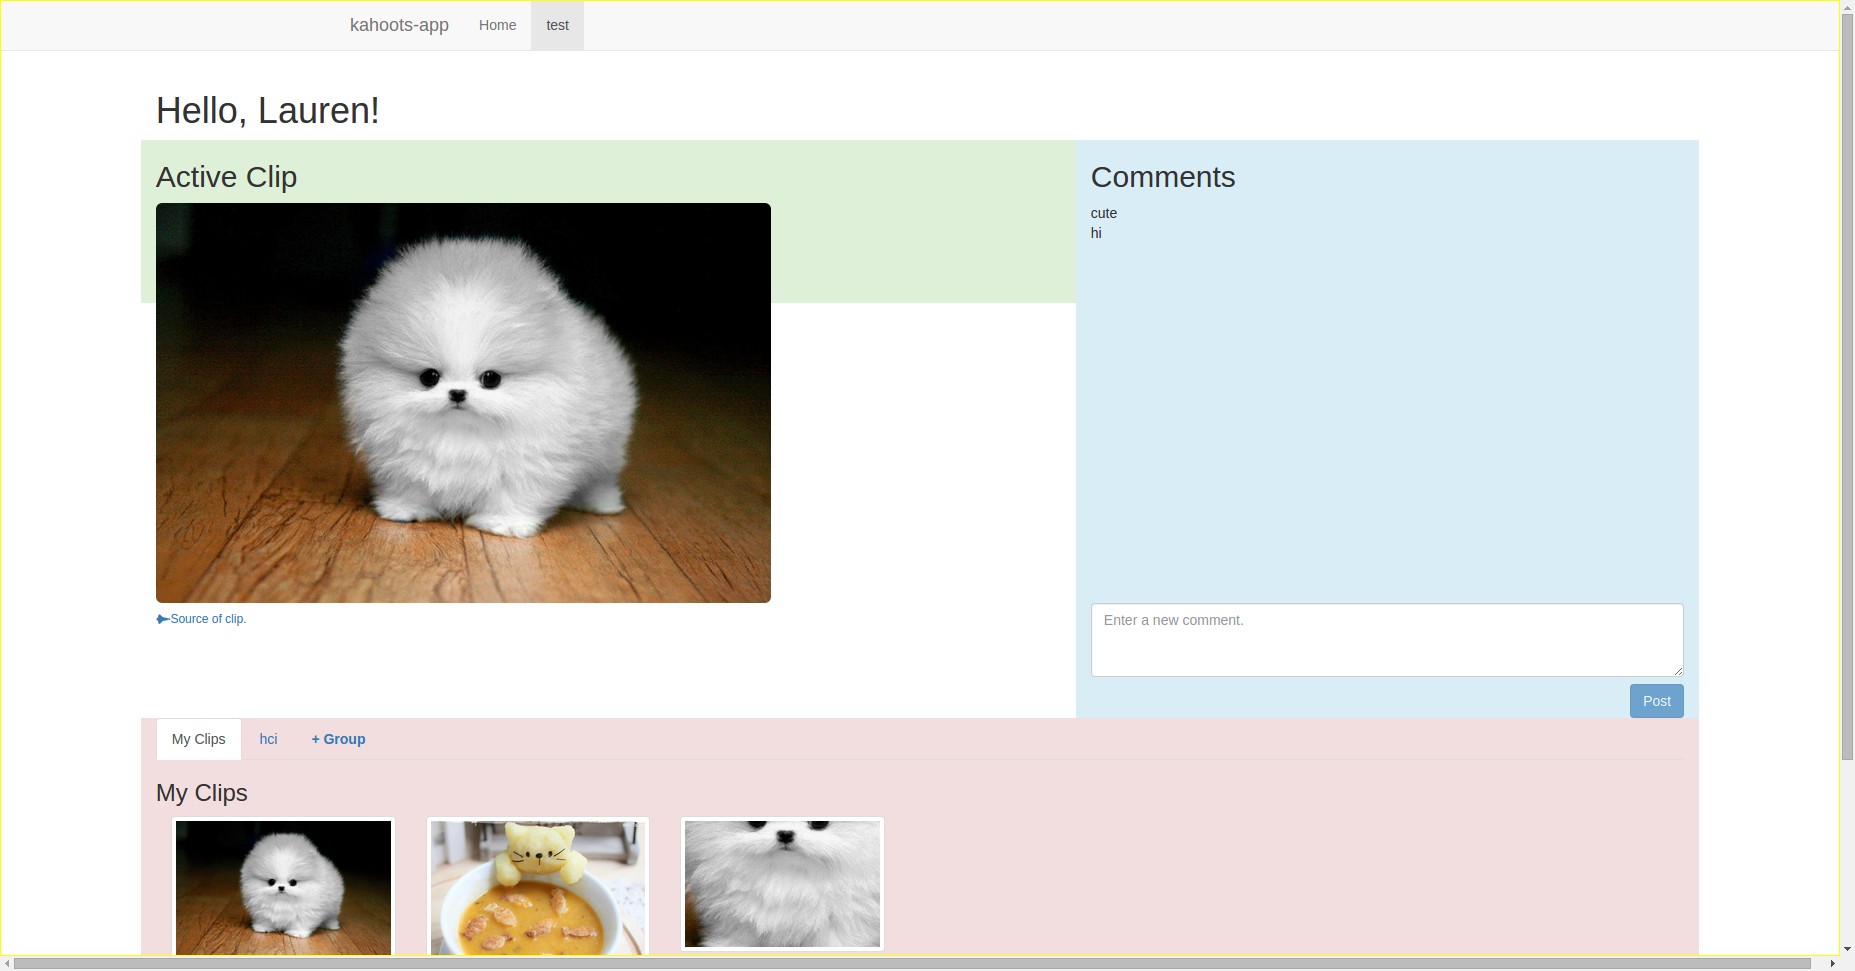 kahoots-app Home test
Hello, Lauren!
Active Clip
Comments
cute
hi
Source of clip.
Enter a new comment.
Post
My Clips hci + Group
My Clips